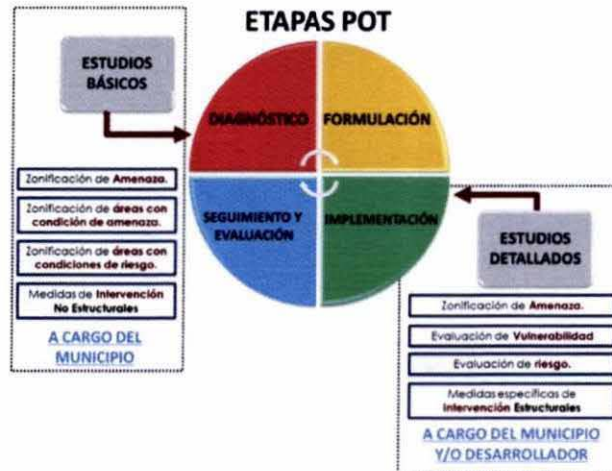 ETAPAS POT
ESTUDIOS
BÁSICOS
Zonificación de Amenaza.
Zonificación de áreas con
condición de amenaza.
Zonificación de áreas con
condiciones de riesgo.
Medidas de Intervención
No Estructurales
A CARGO DEL
MUNICIPIO
DIAGNÓSTICO
FORMULACIÓN
SEGUIMIENTO Y
EVALUACIÓN
IMPLEMENTACIÓN
ESTUDIOS
DETALLADOS
Zonificación de Amenaza.
Evaluación de Vulnerabilidad
Evaluación de riesgo.
Medidas específicas de
Intervención Estructurales
A CARGO DEL MUNICIPIO
Y/O DESARROLLADOR